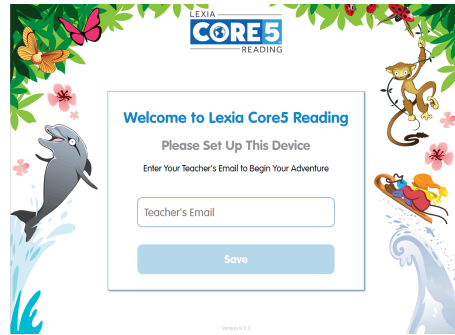 LEXIA
CORE5
READING
Welcome to Lexia Core5 Reading
Please Set Up This Device
Enter Your Teacher's Email to Begin Your Adventure
Teacher's Email
Save